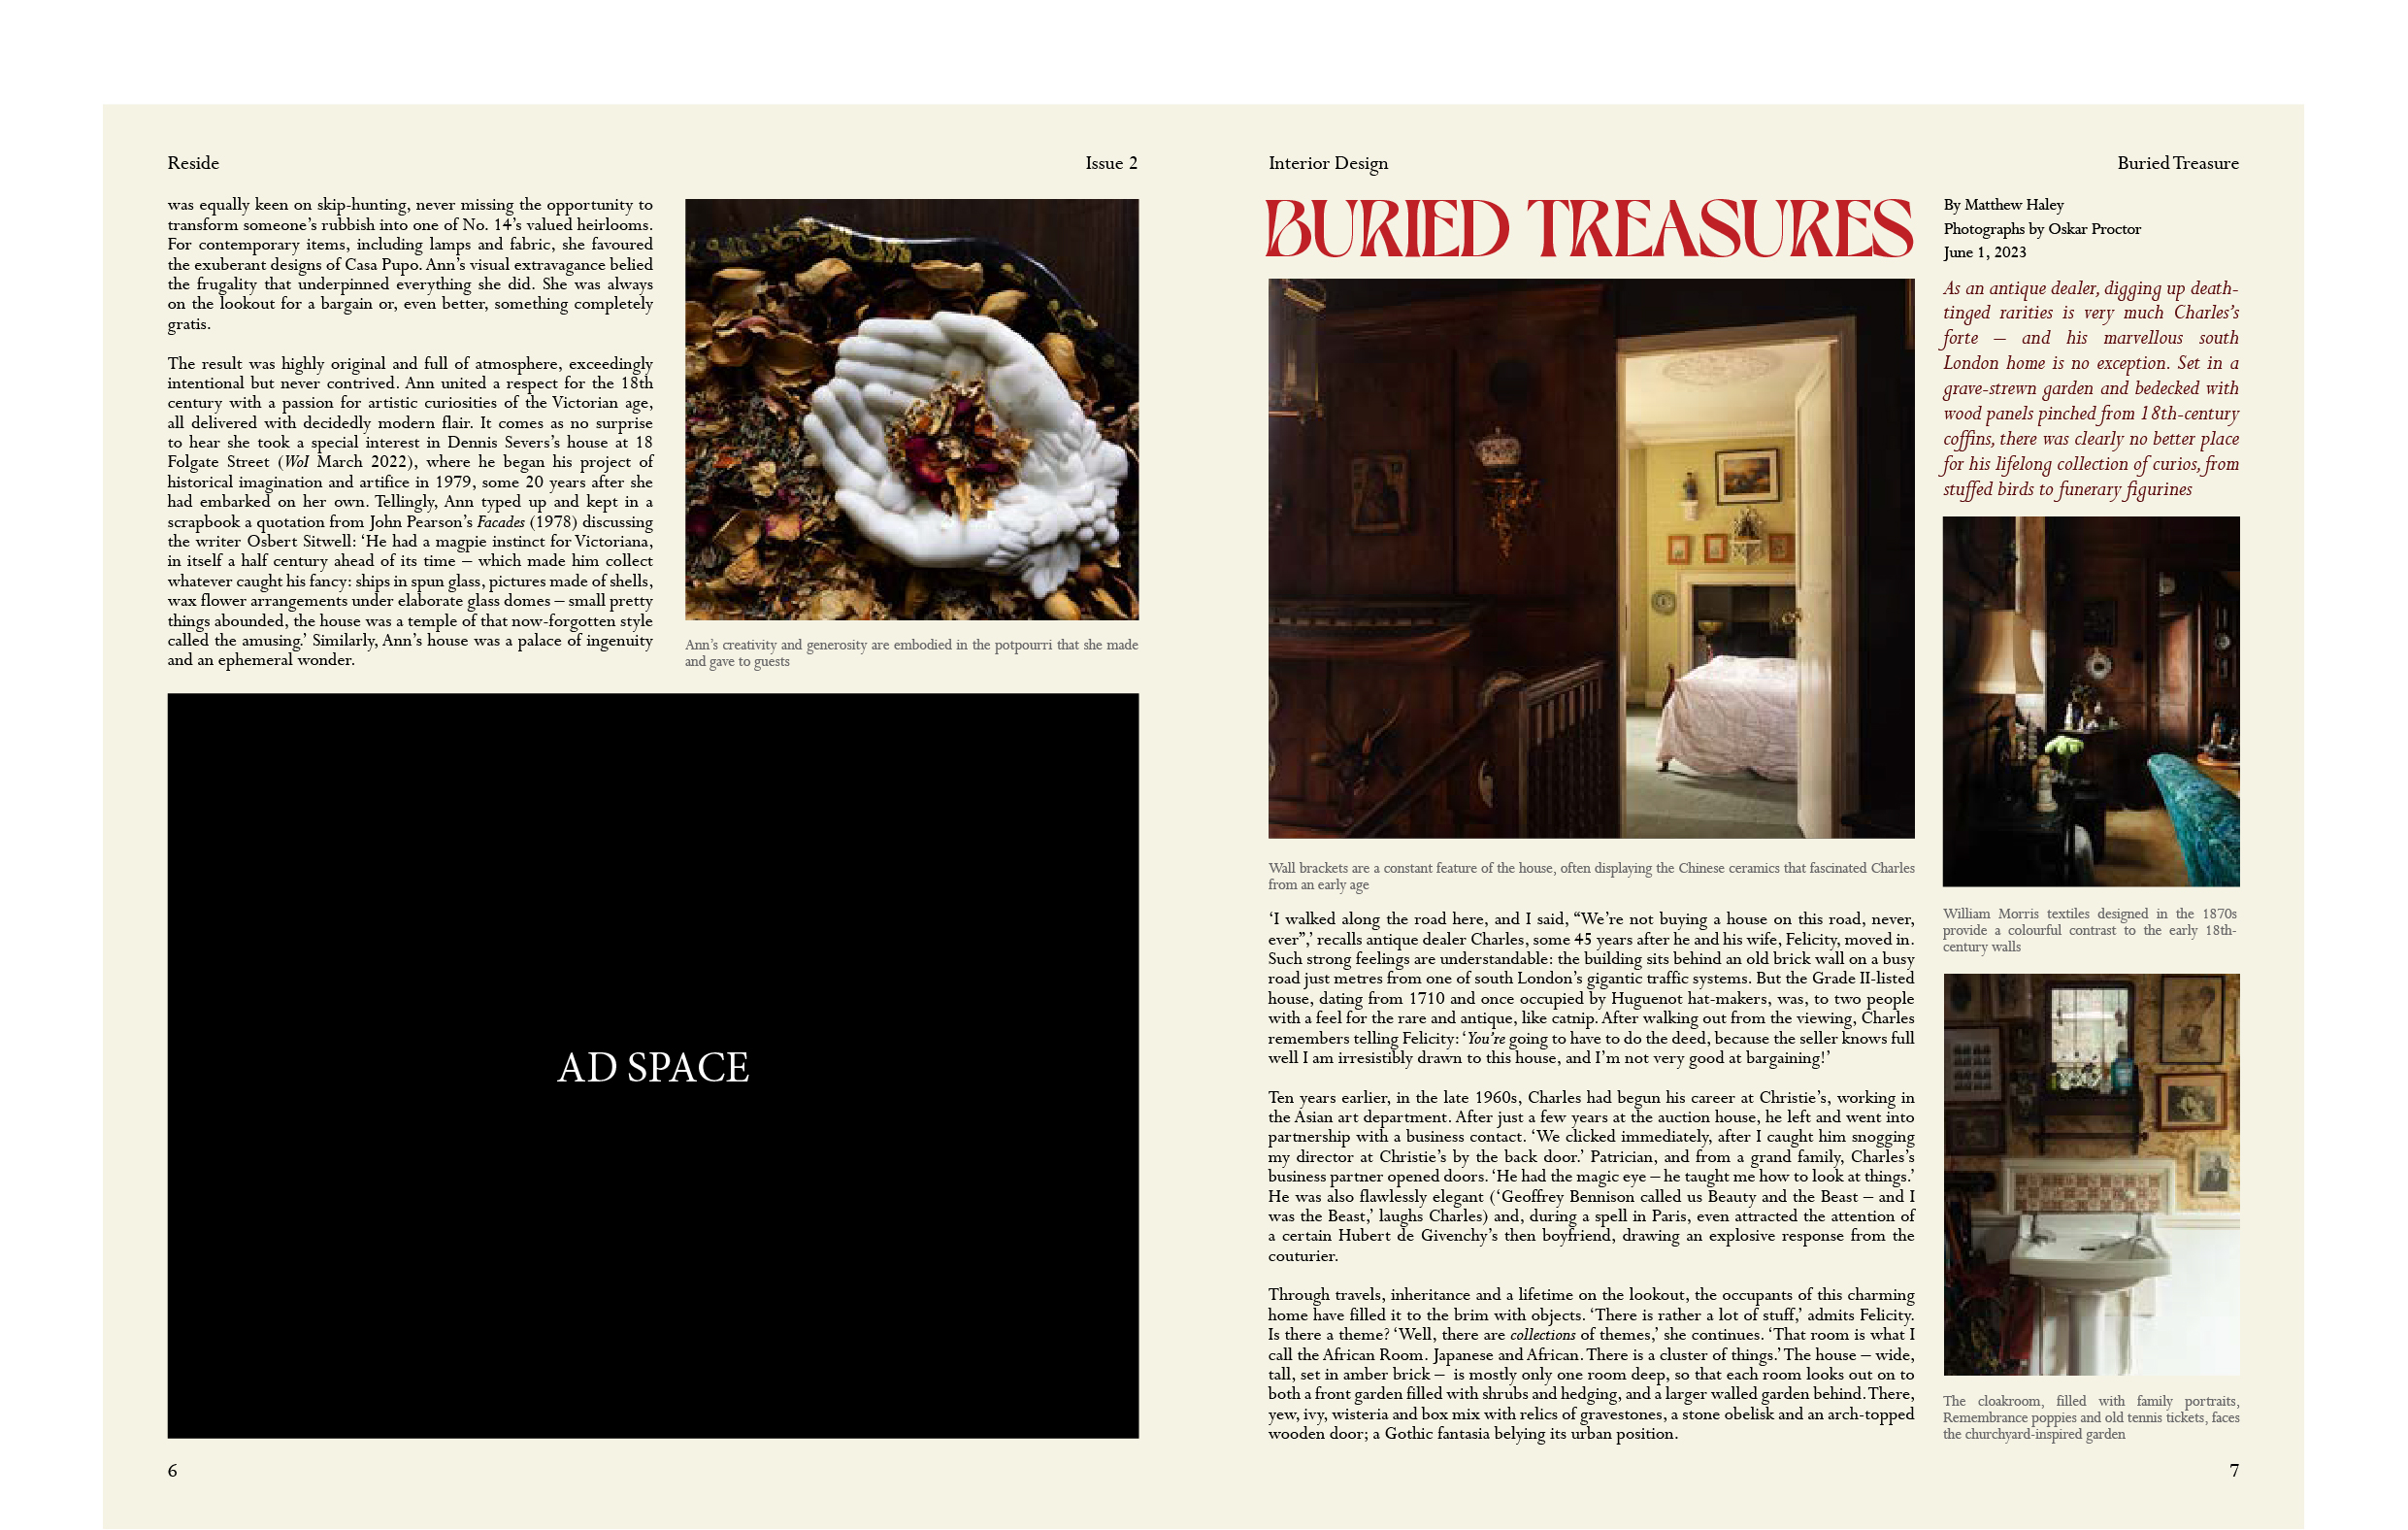 Reside
Issue 2
was equally keen on skip-hunting, never missing the opportunity to
transform someone’s rubbish into one of No. 14’s valued heirlooms.
For contemporary items, including lamps and fabric, she favoured
the exuberant designs of Casa Pupo. Ann’s visual extravagance belied
the frugality that underpinned everything she did. She was always
on the lookout for a bargain or, even better, something completely
gratis.
The result was highly original and full of atmosphere, exceedingly
intentional but never contrived. Ann united a respect for the 18th
century with a passion for artistic curiosities of the Victorian age,
all delivered with decidedly modern flair. It comes as no surprise
to hear she took a special interest in Dennis Severs’s house at 18
Folgate Street (WoI March 2022), where he began his project of
historical imagination and artifice in 1979, some 20 years after she
had embarked on her own. Tellingly, Ann typed up and kept in a
scrapbook a quotation from John Pearson’s Facades (1978) discussing
the writer Osbert Sitwell: ‘He had a magpie instinct for Victoriana,
in itself a half century ahead of its time – which made him collect
whatever caught his fancy: ships in spun glass, pictures made of shells,
wax flower arrangements under elaborate glass domes – small pretty
things abounded, the house was a temple of that now-forgotten style
called the amusing.’ Similarly, Ann’s house was a palace of ingenuity
and an ephemeral wonder.
Ann’s creativity and generosity are embodied in the potpourri that she made
and gave to guests
AD SPACE
6
Interior Design
Buried Treasure
BURIED TREASURES
By Matthew Haley
Photographs by Oskar Proctor
June 1, 2023
As an antique dealer, digging up death-
tinged rarities is very much Charles’s
forte – and his marvellous south
London home is no exception. Set in a
grave-strewn garden and bedecked with
wood panels pinched from 18th-century
coffins, there was clearly no better place
for his lifelong collection of curios, from
stuffed birds to funerary figurines
Wall brackets are a constant feature of the house, often displaying the Chinese ceramics that fascinated Charles
from an early age
‘I walked along the road here, and I said, “We’re not buying a house on this road, never,
ever”,’ recalls antique dealer Charles, some 45 years after he and his wife, Felicity, moved in.
Such strong feelings are understandable: the building sits behind an old brick wall on a busy
road just metres from one of south London’s gigantic traffic systems. But the Grade II-listed
house, dating from 1710 and once occupied by Huguenot hat-makers, was, to two people
with a feel for the rare and antique, like catnip. After walking out from the viewing, Charles
remembers telling Felicity: ‘You’re going to have to do the deed, because the seller knows full
well I am irresistibly drawn to this house, and I’m not very good at bargaining!’
Ten years earlier, in the late 1960s, Charles had begun his career at Christie’s, working in
the Asian art department. After just a few years at the auction house, he left and went into
partnership with a business contact. ‘We clicked immediately, after I caught him snogging
my director at Christie’s by the back door.’ Patrician, and from a grand family, Charles’s
business partner opened doors. ‘He had the magic eye – he taught me how to look at things.’
He was also flawlessly elegant (‘Geoffrey Bennison called us Beauty and the Beast – and I
was the Beast,’ laughs Charles) and, during a spell in Paris, even attracted the attention of
a certain Hubert de Givenchy’s then boyfriend, drawing an explosive response from the
couturier.
Through travels, inheritance and a lifetime on the lookout, the occupants of this charming
home have filled it to the brim with objects. ‘There is rather a lot of stuff,’ admits Felicity.
Is there a theme? ‘Well, there are collections of themes,’ she continues. ‘That room is what I
call the African Room. Japanese and African. There is a cluster of things.’ The house – wide,
tall, set in amber brick – is mostly only one room deep, so that each room looks out on to
both a front garden filled with shrubs and hedging, and a larger walled garden behind. There,
yew, ivy, wisteria and box mix with relics of gravestones, a stone obelisk and an arch-topped
wooden door; a Gothic fantasia belying its urban position.
William Morris textiles designed in the 1870s
provide a colourful contrast to the early 18th-
century walls
The cloakroom, filled with family portraits,
Remembrance poppies and old tennis tickets, faces
the churchyard-inspired garden
7